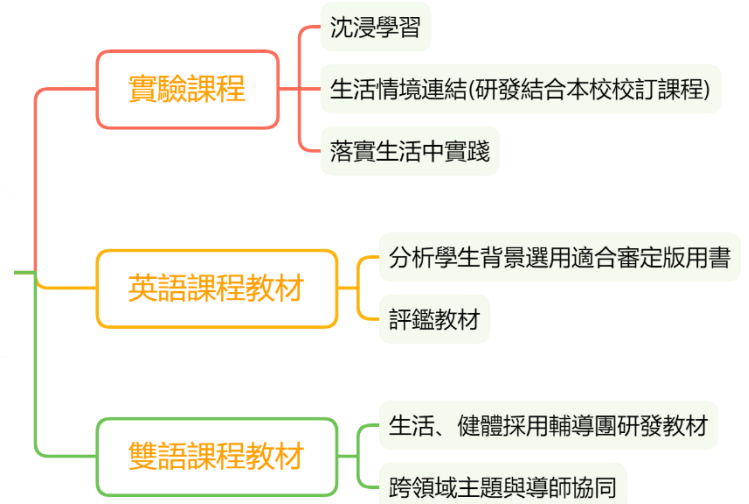 實驗課程
沈浸學習
生活情境連結(研發結合本校校訂課程)
落實生活中實踐
英語課程教材
分析學生背景選用適合審定版用書
評鑑教材
雙語課程教材
生活、健體採用輔導團研發教材
跨領域主題與導師協同